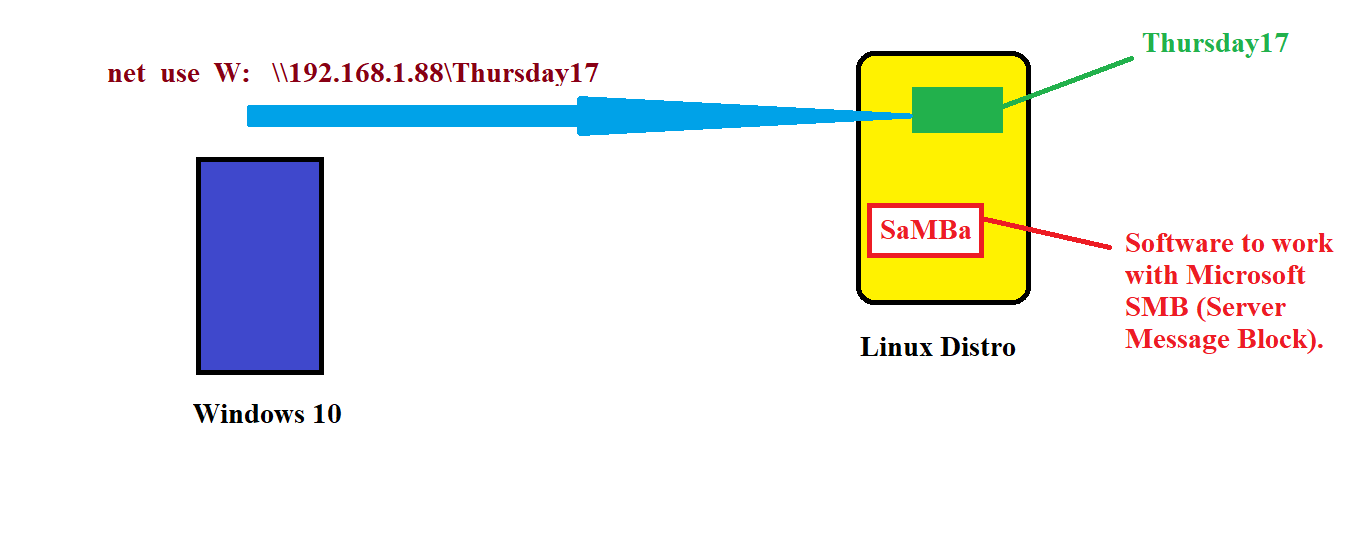 Thursday17
net use W: \\192.168.1.88\Thursday17
SaMBa
Software to work
with Microsoft
SMB (Server
Message Block).
Linux Distro
Windows 10